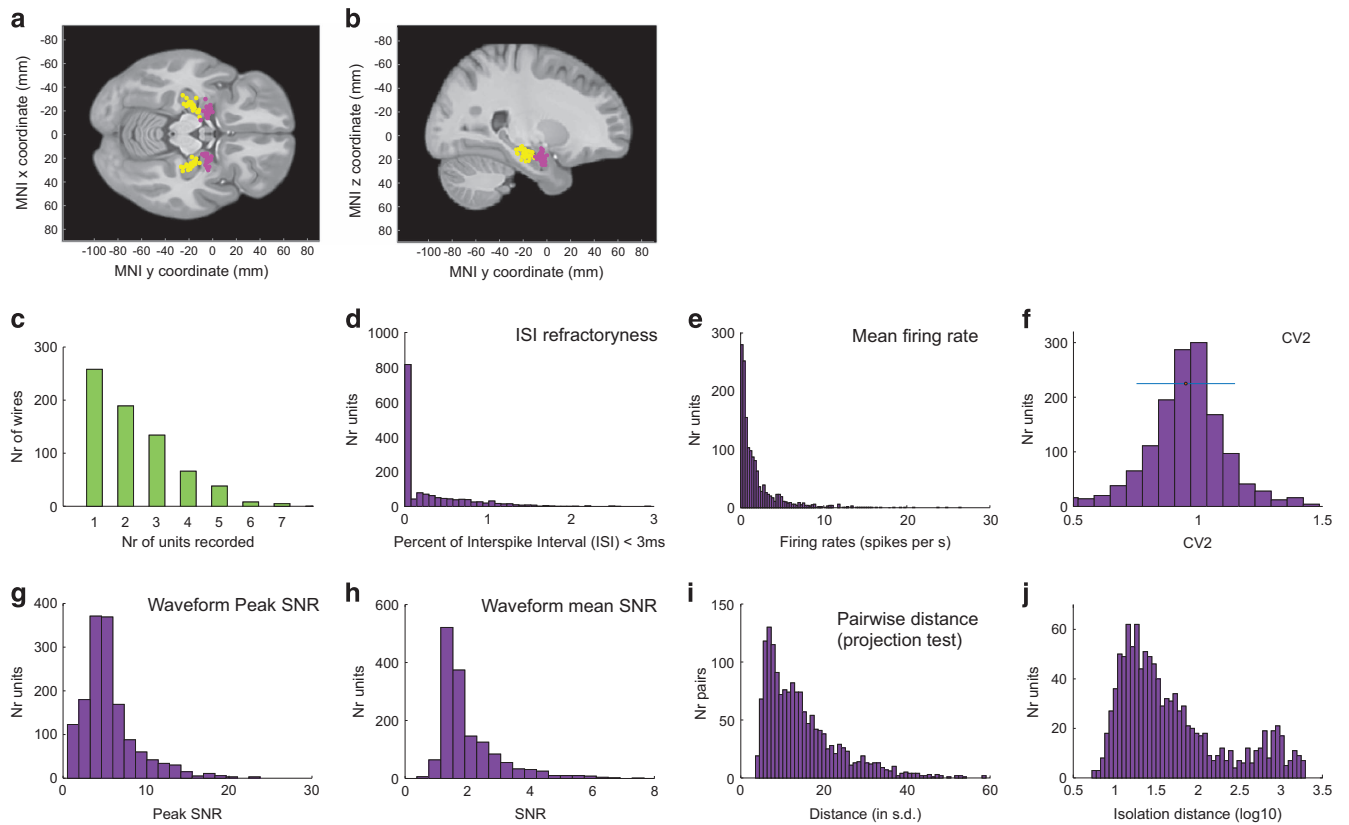 a
-80
-60
-40
-20
0
20
40
60
80
MNI x coordinate (mm)
-100 -80 -60 -40 -20 0 20 40 60 80
MNI y coordinate (mm)
b
-80
-60
-40
-20
0
20
40
60
80
MNI z coordinate (mm)
-100 -80 -60 -40 -20 0 20 40 60 80
MNI y coordinate (mm)
c
300
200
100
0
Nr of wires
1 2 3 4 5 6 7
Nr of units recorded
d
ISI refractoryness
1000
800
600
400
200
0
Nr units
0 1 2 3
Percent of Interspike Interval (ISI) < 3ms
e
Mean firing rate
300
200
100
0
Nr units
0 10 20 30
Firing rates (spikes per s)
f
CV2
300
200
100
0
Nr units
0.5 1 1.5
CV2
g
Waveform Peak SNR
400
300
200
100
0
Nr units
0 10 20 30
Peak SNR
h
Waveform mean SNR
600
400
200
0
Nr units
0 2 4 6 8
SNR
i
Pairwise distance
(projection test)
150
100
50
0
Nr pairs
0 20 40 60
Distance (in s.d.)
j
60
40
20
0
Nr units
0.5 1 1.5 2 2.5 3 3.5
Isolation distance (log10)